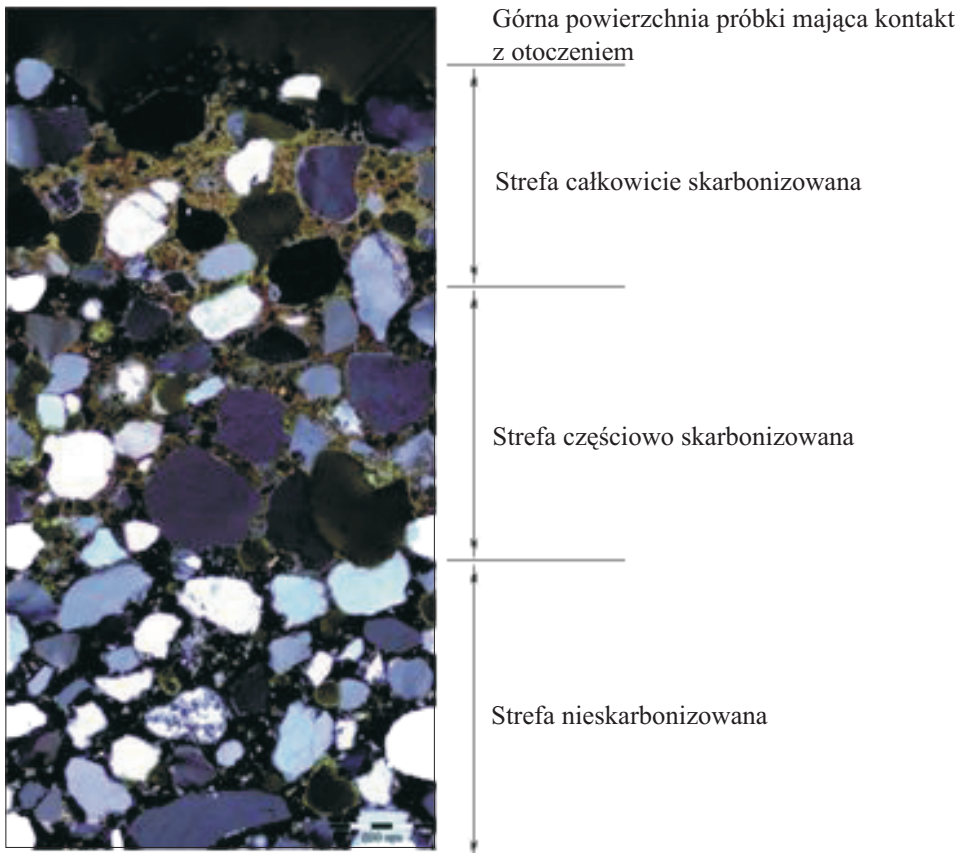 Górna powierzchnia próbki mająca kontakt
z otoczeniem
Strefa całkowicie skarbonizowana
Strefa częściowo skarbonizowana
Strefa nieskarbonizowana